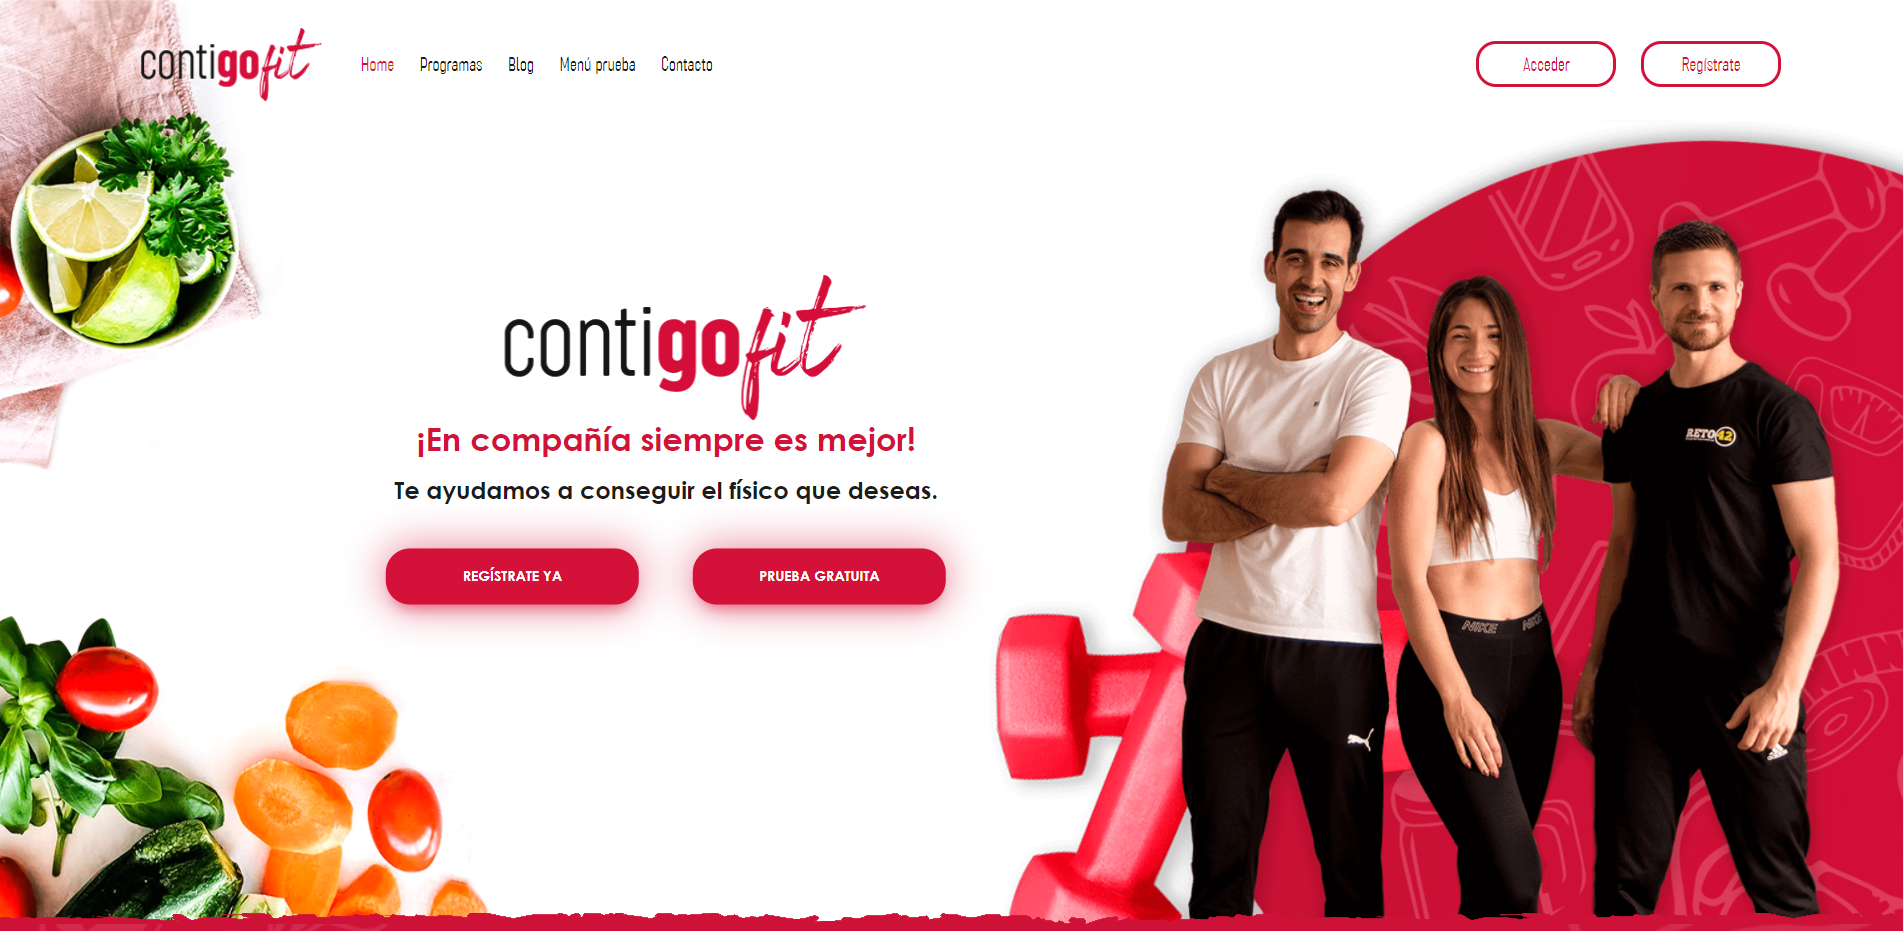 contigofit
Home
Programas
Blog
Menú prueba
Contacto
Acceder
Regístrate
contigofit
¡En compañía siempre es mejor!
Te ayudamos a conseguir el físico que deseas.
REGÍSTRATE YA
PRUEBA GRATUITA
RETO 42
NIKE
NIKE